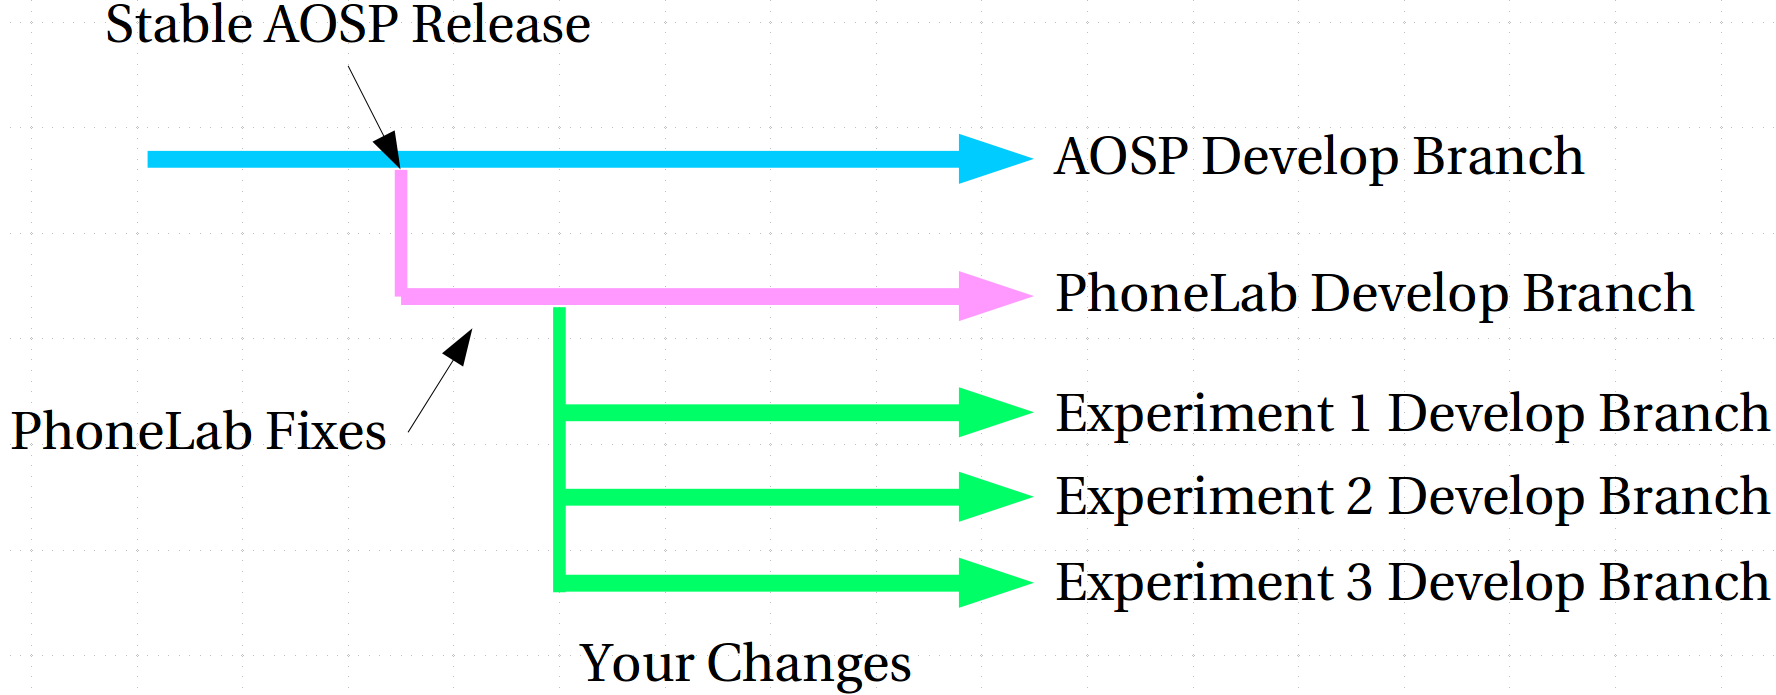 Stable AOSP Release
AOSP Develop Branch
PhoneLab Develop Branch
PhoneLab Fixes
Experiment 1 Develop Branch
Experiment 2 Develop Branch
Experiment 3 Develop Branch
Your Changes